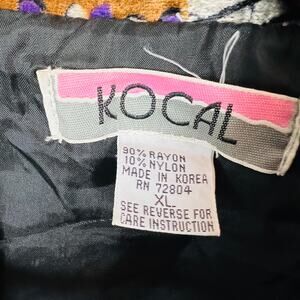 KOCAL
90% RAYON
10% NYLON
MADE IN KOREA
RN 72804
XL
SEE REVERSE FOR
CARE INSTRUCTION